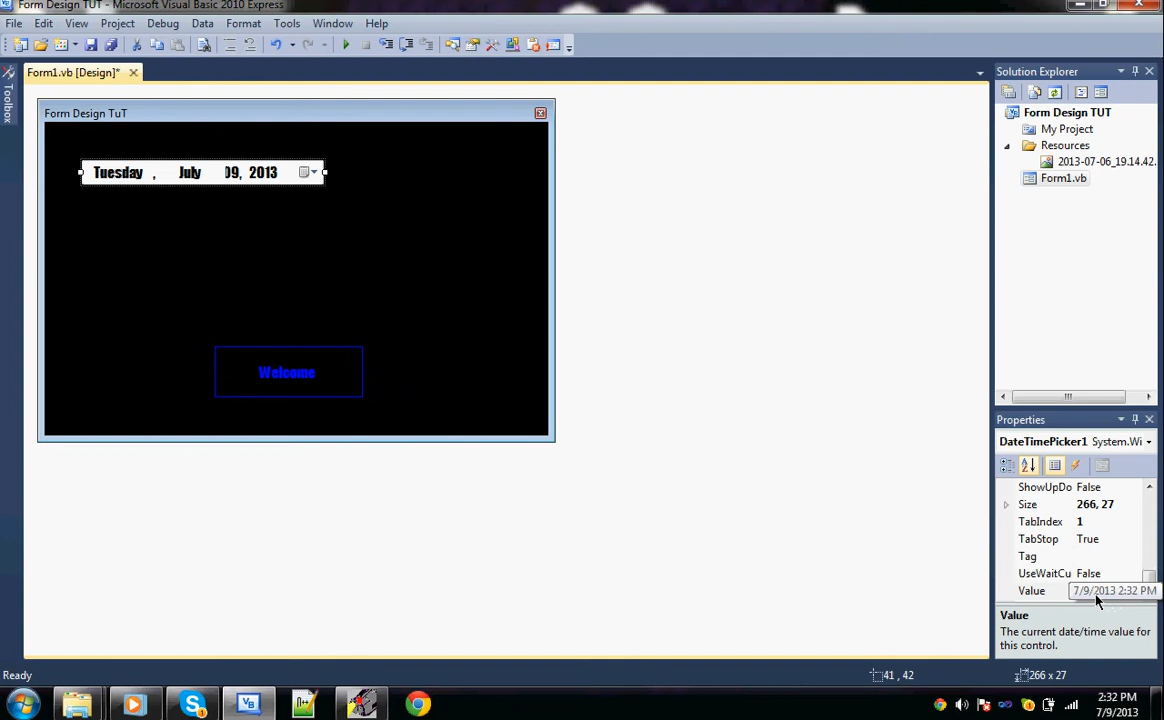 Form Design TUT - Microsoft Visual Basic 2010 Express
File Edit View Project Debug Data Format Tools Window Help
Form1.vb [Design]*
Toolbox
Form Design TuT
Tuesday , July 09, 2013
Welcome
Solution Explorer
Form Design TUT
My Project
Resources
2013-07-06_19.14.42.
Form1.vb
Properties
DateTimePicker1 System.Wi
ShowUpDo False
Size 266, 27
TabIndex 1
TabStop True
Tag
UseWaitCu False
Value 7/9/2013 2:32 PM
Value
The current date/time value for
this control.
Ready 41 , 42 266 x 27
2:32 PM
7/9/2013